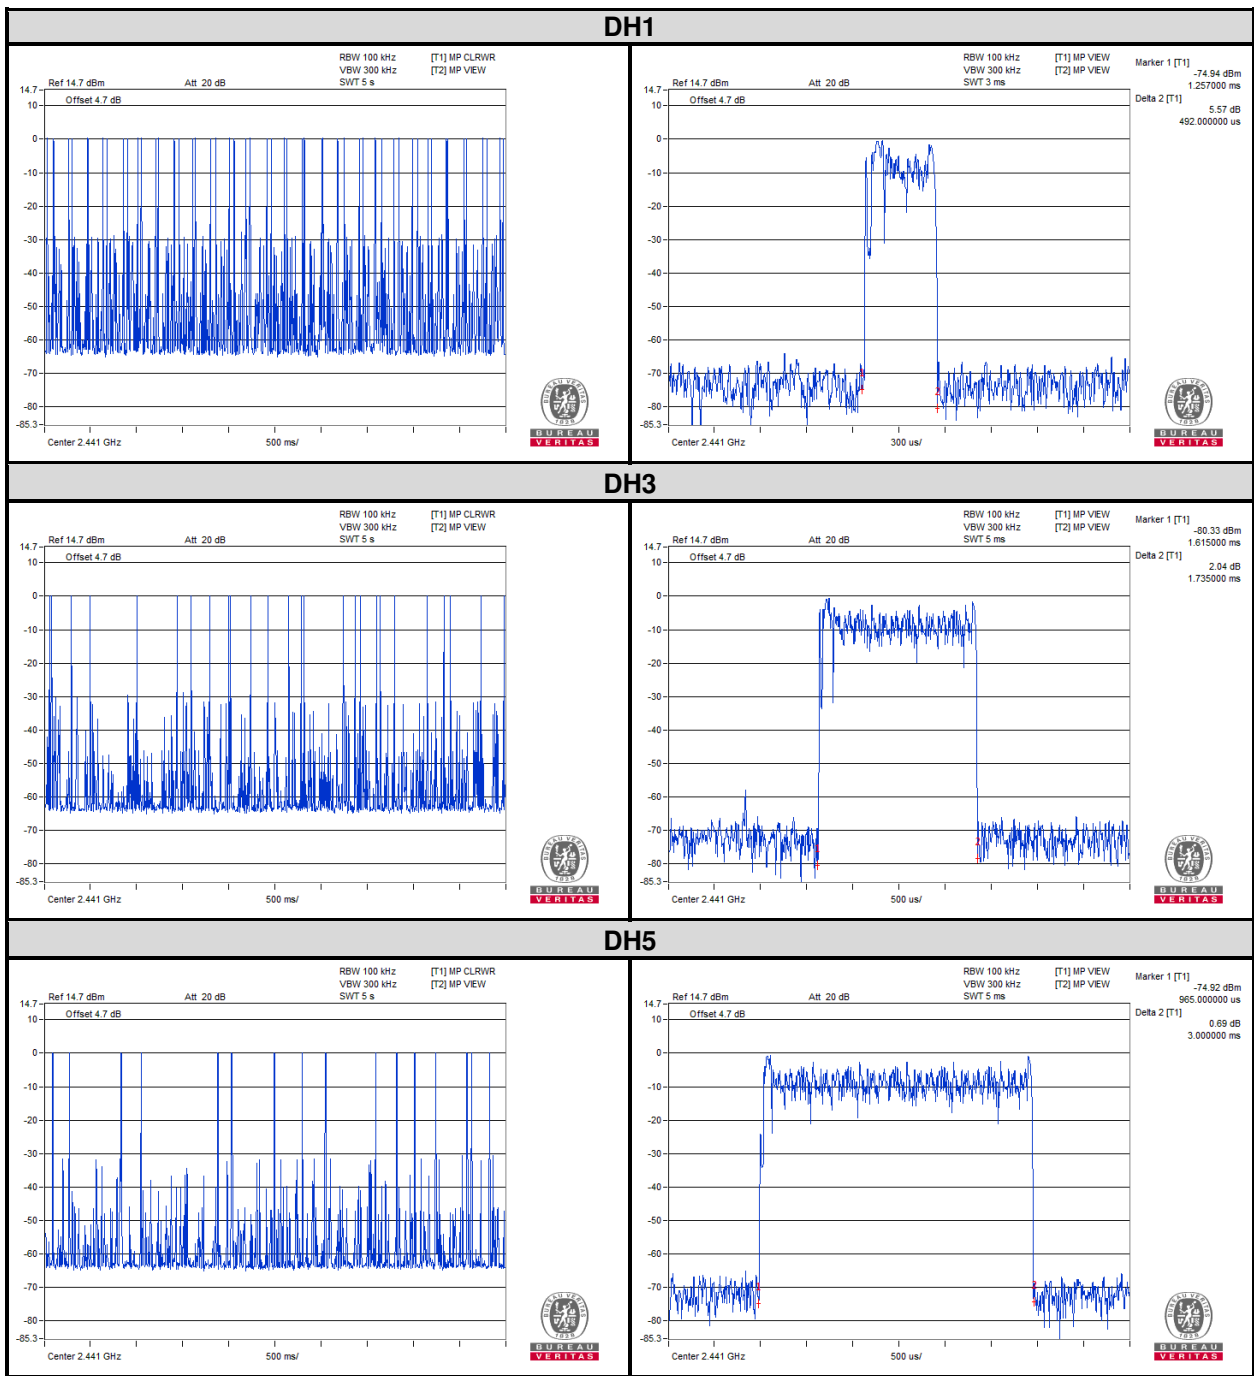 DH1
RBW 100 kHz [T1] MP CLRWR
VBW 300 kHz [T2] MP VIEW
Ref 14.7 dBm Att 20 dB SWT 5 s
14.7
Offset 4.7 dB
10
0
-10
-20
-30
-40
-50
-60
-70
-80
-85.3
Center 2.441 GHz 500 ms/
BUREAU VERITAS
1828
BUREAU
VERITAS
RBW 100 kHz [T1] MP VIEW
VBW 300 kHz [T2] MP VIEW
Ref 14.7 dBm Att 20 dB SWT 3 ms
Marker 1 [T1]
-74.94 dBm
1.257000 ms
Delta 2 [T1]
5.57 dB
492.000000 us
14.7
Offset 4.7 dB
10
0
-10
-20
-30
-40
-50
-60
-70
-80
-85.3
Center 2.441 GHz 300 us/
BUREAU VERITAS
1828
BUREAU
VERITAS
DH3
RBW 100 kHz [T1] MP CLRWR
VBW 300 kHz [T2] MP VIEW
Ref 14.7 dBm Att 20 dB SWT 5 s
14.7
Offset 4.7 dB
10
0
-10
-20
-30
-40
-50
-60
-70
-80
-85.3
Center 2.441 GHz 500 ms/
BUREAU VERITAS
1828
BUREAU
VERITAS
RBW 100 kHz [T1] MP VIEW
VBW 300 kHz [T2] MP VIEW
Ref 14.7 dBm Att 20 dB SWT 5 ms
Marker 1 [T1]
-80.33 dBm
1.615000 ms
Delta 2 [T1]
2.04 dB
1.735000 ms
14.7
Offset 4.7 dB
10
0
-10
-20
-30
-40
-50
-60
-70
-80
-85.3
Center 2.441 GHz 500 us/
BUREAU VERITAS
1828
BUREAU
VERITAS
DH5
RBW 100 kHz [T1] MP CLRWR
VBW 300 kHz [T2] MP VIEW
Ref 14.7 dBm Att 20 dB SWT 5 s
14.7
Offset 4.7 dB
10
0
-10
-20
-30
-40
-50
-60
-70
-80
-85.3
Center 2.441 GHz 500 ms/
BUREAU VERITAS
1828
BUREAU
VERITAS
RBW 100 kHz [T1] MP VIEW
VBW 300 kHz [T2] MP VIEW
Ref 14.7 dBm Att 20 dB SWT 5 ms
Marker 1 [T1]
-74.92 dBm
965.000000 us
Delta 2 [T1]
0.69 dB
3.000000 ms
14.7
Offset 4.7 dB
10
0
-10
-20
-30
-40
-50
-60
-70
-80
-85.3
Center 2.441 GHz 500 us/
BUREAU VERITAS
1828
BUREAU
VERITAS